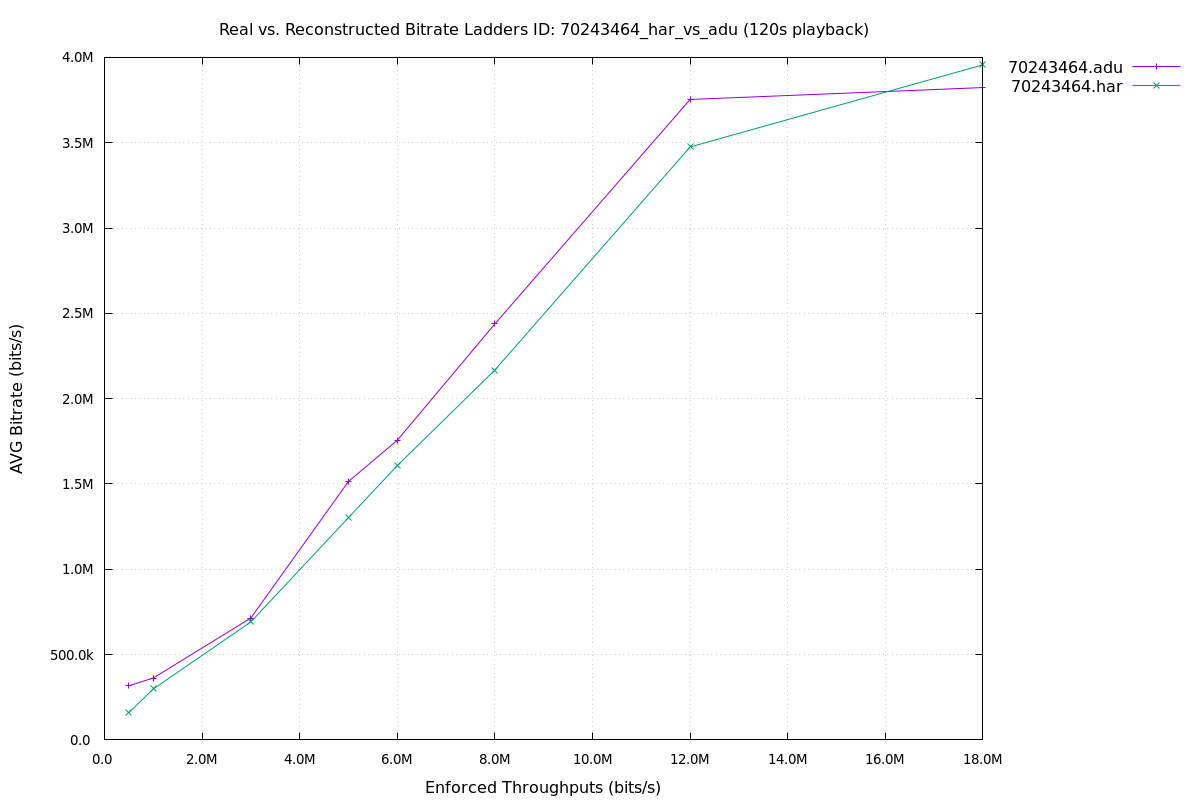 Real vs. Reconstructed Bitrate Ladders ID: 70243464_har_vs_adu (120s playback)
70243464.adu
70243464.har
4.0M
3.5M
3.0M
2.5M
2.0M
1.5M
1.0M
500.0k
0.0
AVG Bitrate (bits/s)
0.0 2.0M 4.0M 6.0M 8.0M 10.0M 12.0M 14.0M 16.0M 18.0M
Enforced Throughputs (bits/s)